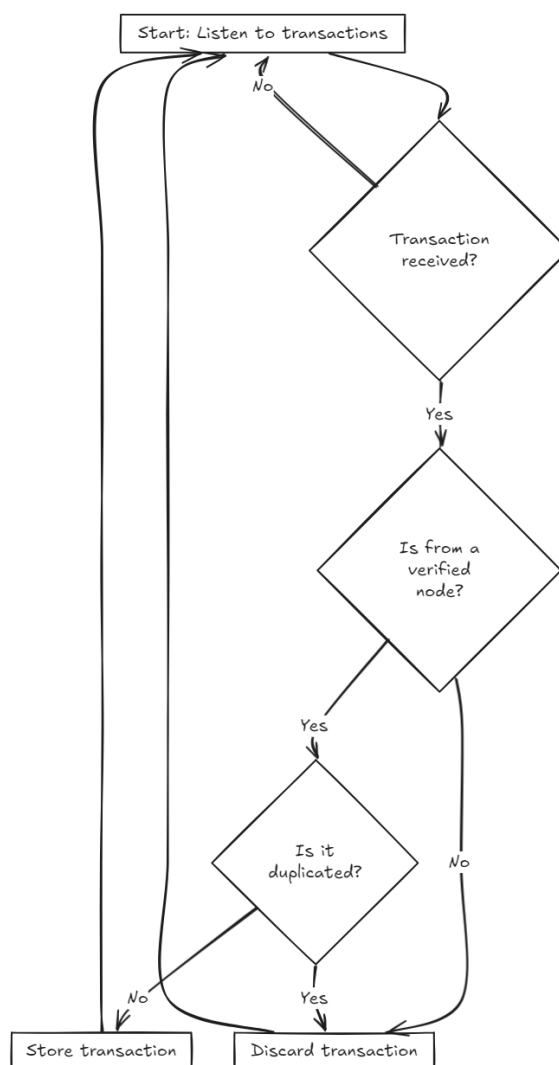 Start: Listen to transactions
No
Transaction
received?
Yes
Is from a
verified
node?
Yes
Is it
duplicated?
No
No
Yes
Store transaction
Discard transaction